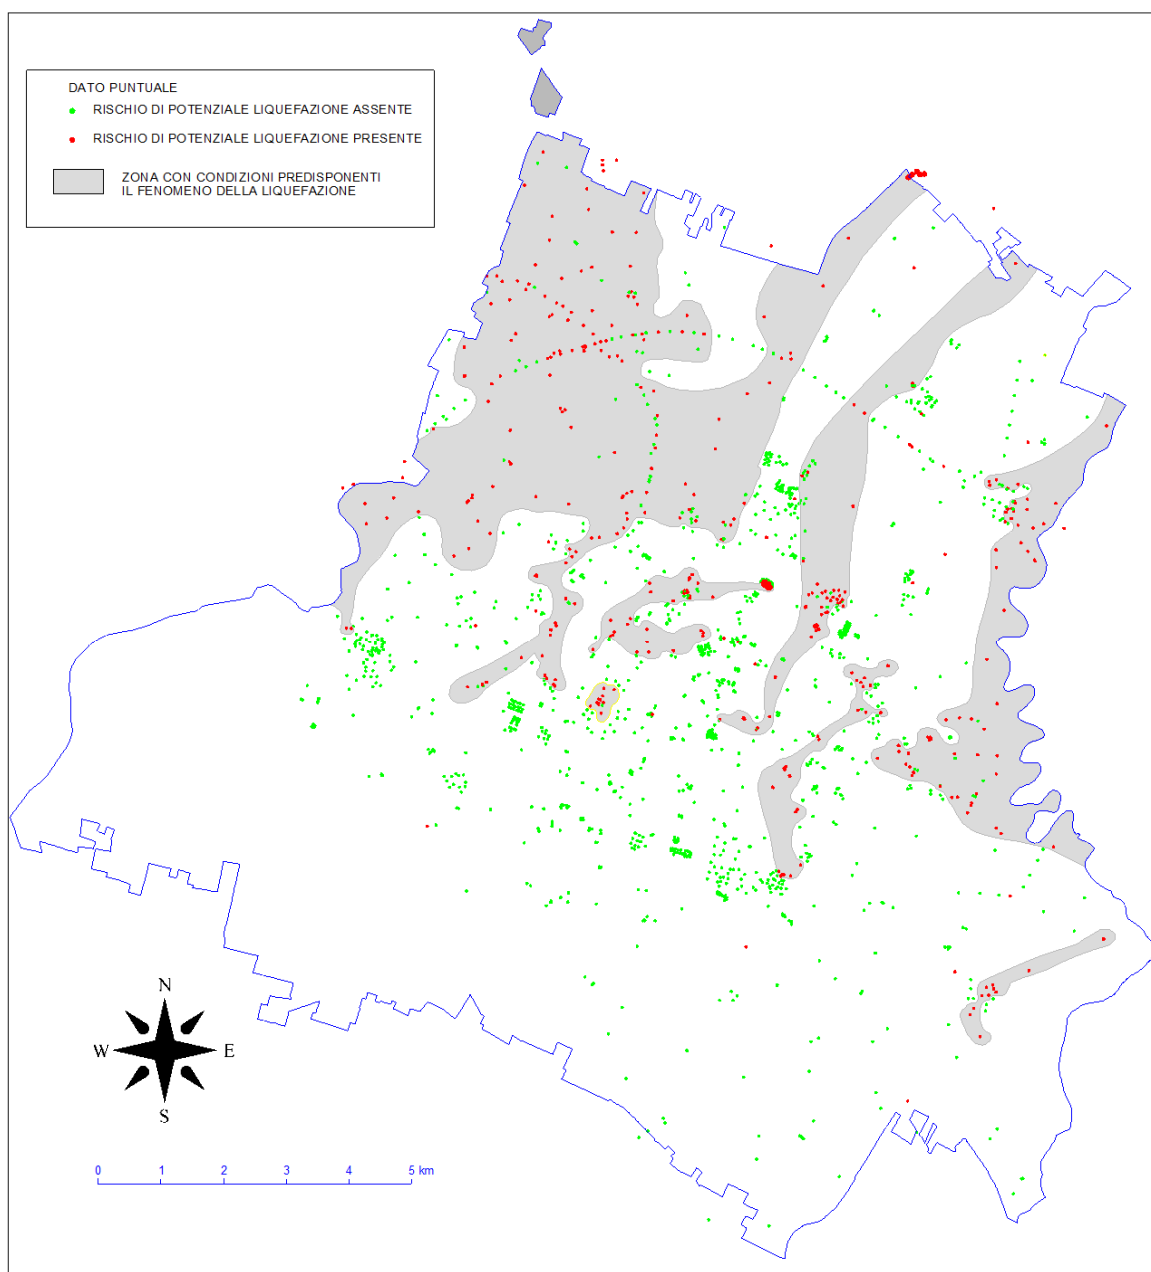 DATO PUNTUALE
RISCHIO DI POTENZIALE LIQUEFAZIONE ASSENTE
RISCHIO DI POTENZIALE LIQUEFAZIONE PRESENTE
ZONA CON CONDIZIONI PREDISPONENTI
IL FENOMENO DELLA LIQUEFAZIONE
N
W E
S
0 1 2 3 4 5 km